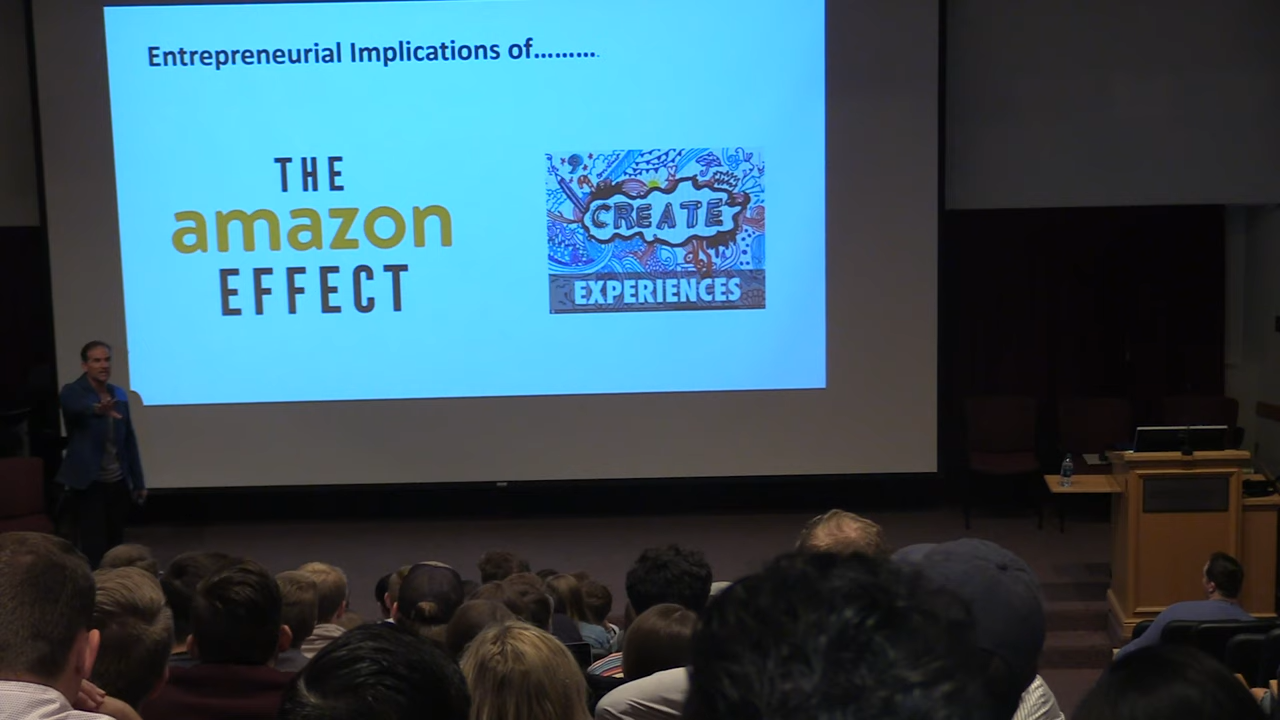 Entrepreneurial Implications of..........
THE
amazon
EFFECT
CREATE
EXPERIENCES